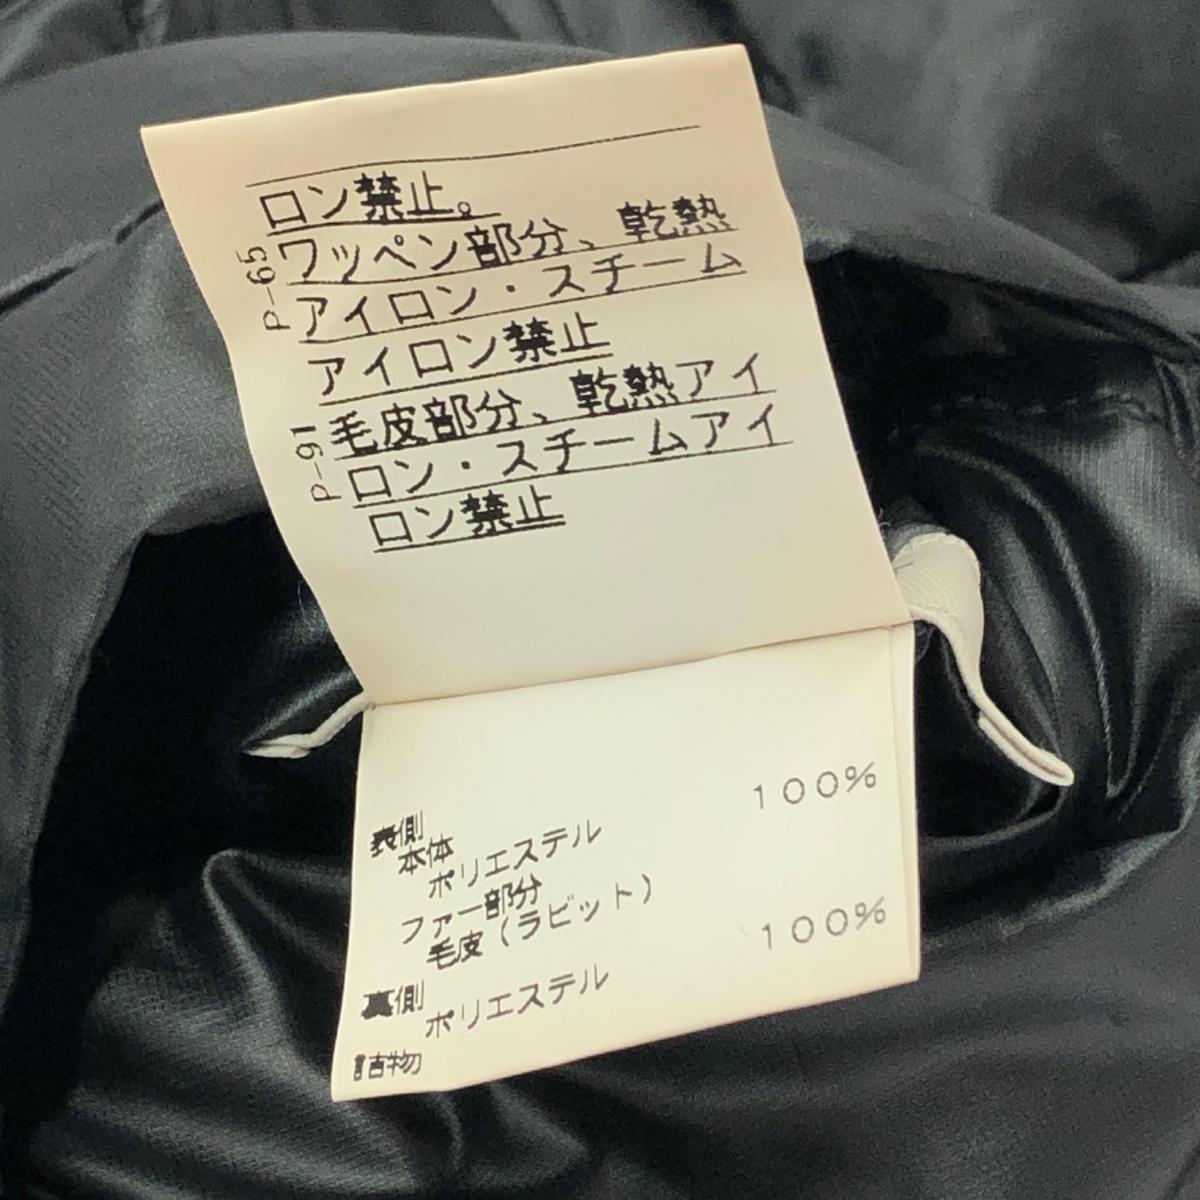 ロン禁止。
P-65 ワッペン部分、乾熱
アイロン・スチーム
アイロン禁止
P-91 毛皮部分、乾熱アイ
ロン・スチームアイ
ロン禁止
表側
本体
ポリエステル 100%
ファー部分
毛皮(ラビット)
裏側
ポリエステル 100%
詰物